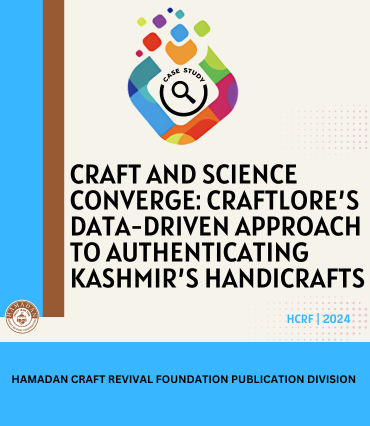 CASE STUDY
CRAFT AND SCIENCE
CONVERGE: CRAFTLORE'S
DATA-DRIVEN APPROACH
TO AUTHENTICATING
KASHMIR'S HANDICRAFTS
HCRF | 2024
HAMADAN
HAMADAN CRAFT REVIVAL FOUNDATION PUBLICATION DIVISION